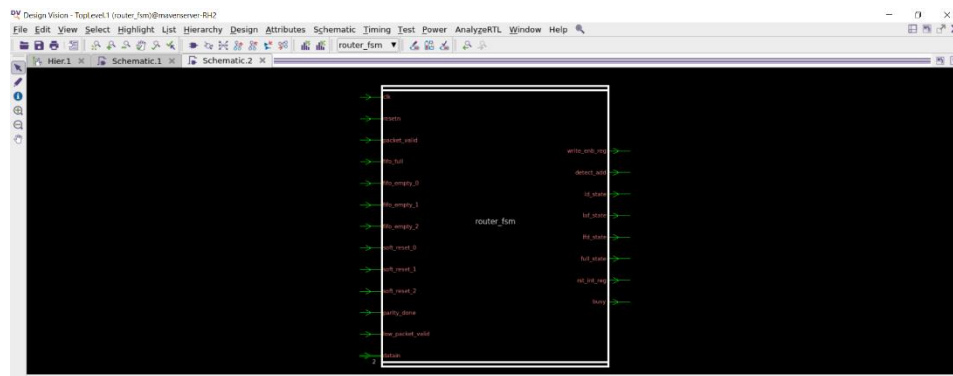 Design Vision - TopLevel.1 (router_fsm)@mavenserver-RH2
File Edit View Select Highlight List Hierarchy Design Attributes Schematic Timing Test Power AnalyzeRTL Window Help
router_fsm
Hier.1 Schematic.1 Schematic.2
clk
resetn
packet_valid
fifo_full
fifo_empty_0
fifo_empty_1
fifo_empty_2
soft_reset_0
soft_reset_1
soft_reset_2
parity_done
low_packet_valid
datain
2
router_fsm
write_enb_reg
detect_add
ld_state
laf_state
lfd_state
full_state
rst_int_reg
busy